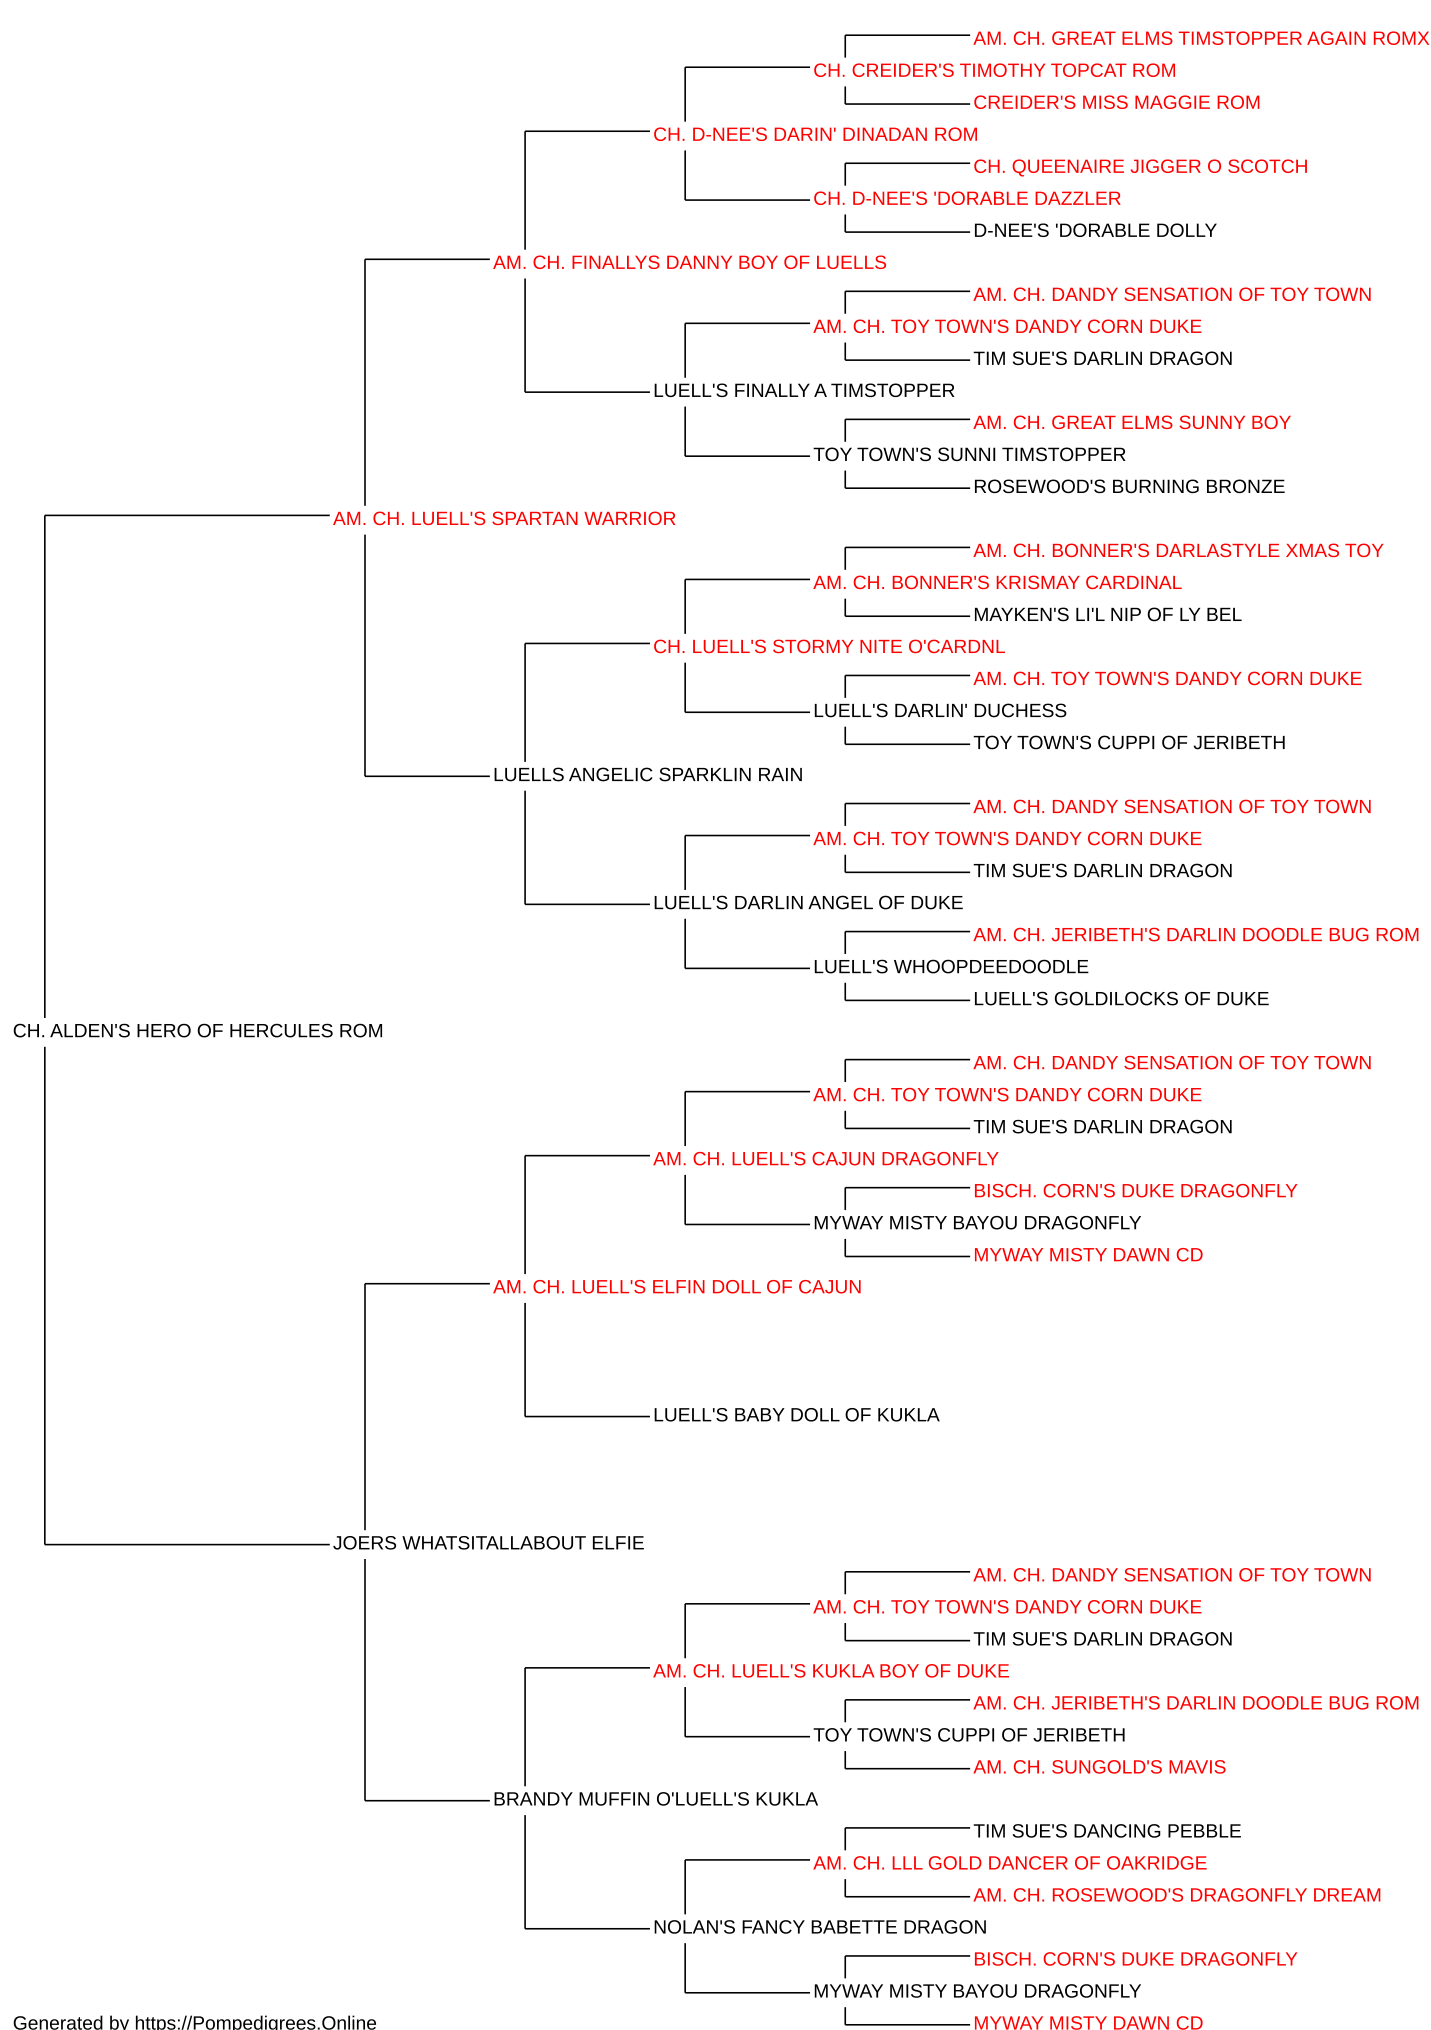 AM. CH. GREAT ELMS TIMSTOPPER AGAIN ROMX
CH. CREIDER'S TIMOTHY TOPCAT ROM
CREIDER'S MISS MAGGIE ROM
CH. D-NEE'S DARIN' DINADAN ROM
CH. QUEENAIRE JIGGER O SCOTCH
CH. D-NEE'S 'DORABLE DAZZLER
D-NEE'S 'DORABLE DOLLY
AM. CH. FINALLYS DANNY BOY OF LUELLS
AM. CH. DANDY SENSATION OF TOY TOWN
AM. CH. TOY TOWN'S DANDY CORN DUKE
TIM SUE'S DARLIN DRAGON
LUELL'S FINALLY A TIMSTOPPER
AM. CH. GREAT ELMS SUNNY BOY
TOY TOWN'S SUNNI TIMSTOPPER
ROSEWOOD'S BURNING BRONZE
AM. CH. LUELL'S SPARTAN WARRIOR
AM. CH. BONNER'S DARLASTYLE XMAS TOY
AM. CH. BONNER'S KRISMAY CARDINAL
MAYKEN'S LI'L NIP OF LY BEL
CH. LUELL'S STORMY NITE O'CARDNL
AM. CH. TOY TOWN'S DANDY CORN DUKE
LUELL'S DARLIN' DUCHESS
TOY TOWN'S CUPPI OF JERIBETH
LUELLS ANGELIC SPARKLIN RAIN
AM. CH. DANDY SENSATION OF TOY TOWN
AM. CH. TOY TOWN'S DANDY CORN DUKE
TIM SUE'S DARLIN DRAGON
LUELL'S DARLIN ANGEL OF DUKE
AM. CH. JERIBETH'S DARLIN DOODLE BUG ROM
LUELL'S WHOOPDEEDOODLE
LUELL'S GOLDILOCKS OF DUKE
CH. ALDEN'S HERO OF HERCULES ROM
AM. CH. DANDY SENSATION OF TOY TOWN
AM. CH. TOY TOWN'S DANDY CORN DUKE
TIM SUE'S DARLIN DRAGON
AM. CH. LUELL'S CAJUN DRAGONFLY
BISCH. CORN'S DUKE DRAGONFLY
MYWAY MISTY BAYOU DRAGONFLY
MYWAY MISTY DAWN CD
AM. CH. LUELL'S ELFIN DOLL OF CAJUN
LUELL'S BABY DOLL OF KUKLA
JOERS WHATSITALLABOUT ELFIE
AM. CH. DANDY SENSATION OF TOY TOWN
AM. CH. TOY TOWN'S DANDY CORN DUKE
TIM SUE'S DARLIN DRAGON
AM. CH. LUELL'S KUKLA BOY OF DUKE
AM. CH. JERIBETH'S DARLIN DOODLE BUG ROM
TOY TOWN'S CUPPI OF JERIBETH
AM. CH. SUNGOLD'S MAVIS
BRANDY MUFFIN O'LUELL'S KUKLA
TIM SUE'S DANCING PEBBLE
AM. CH. LLL GOLD DANCER OF OAKRIDGE
AM. CH. ROSEWOOD'S DRAGONFLY DREAM
NOLAN'S FANCY BABETTE DRAGON
BISCH. CORN'S DUKE DRAGONFLY
MYWAY MISTY BAYOU DRAGONFLY
MYWAY MISTY DAWN CD
Generated by https://Pompedigrees.Online